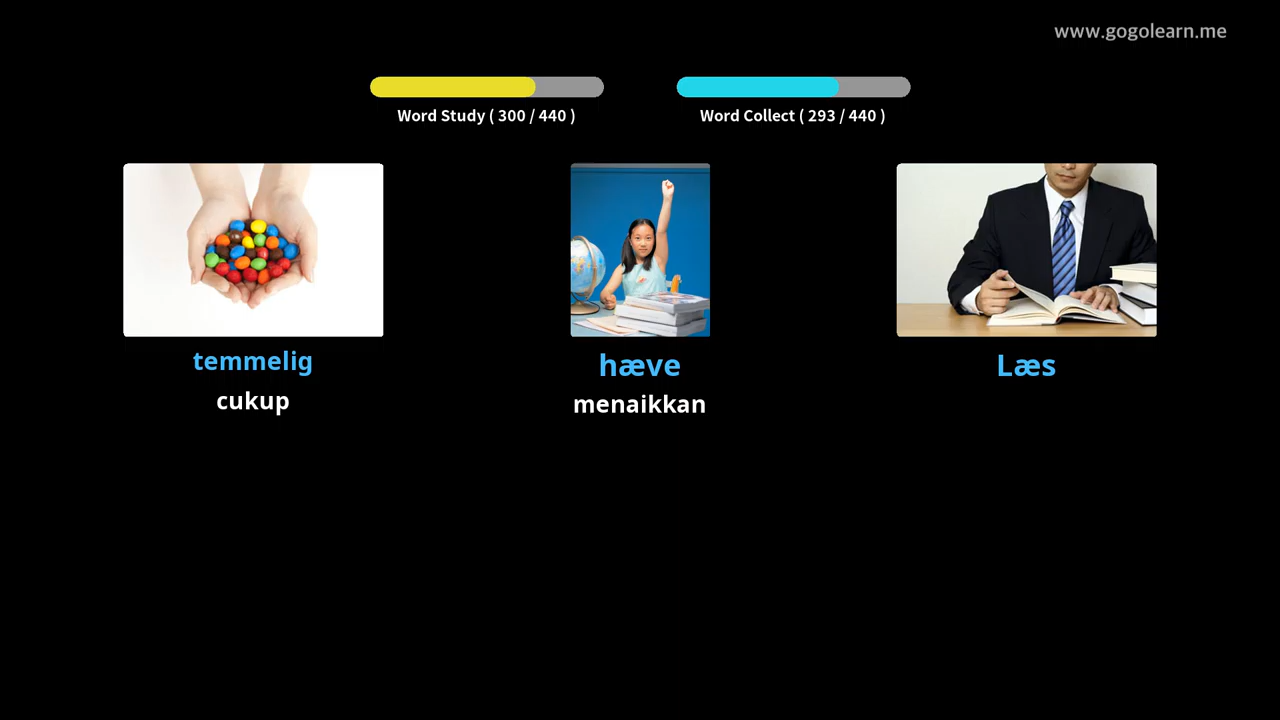 www.gogolearn.me
Word Study ( 300 / 440 )
Word Collect ( 293 / 440 )
temmelig
cukup
hæve
menaikkan
Læs